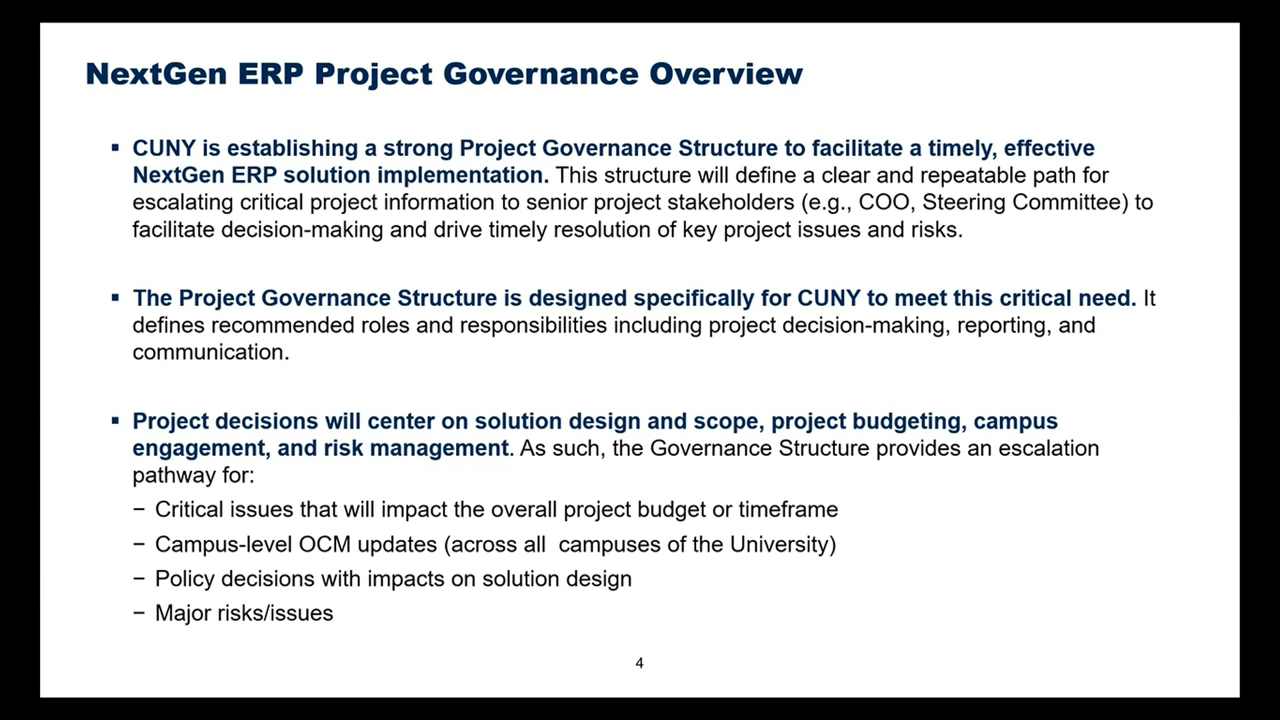 NextGen ERP Project Governance Overview
▪ CUNY is establishing a strong Project Governance Structure to facilitate a timely, effective
NextGen ERP solution implementation. This structure will define a clear and repeatable path for
escalating critical project information to senior project stakeholders (e.g., COO, Steering Committee) to
facilitate decision-making and drive timely resolution of key project issues and risks.
▪ The Project Governance Structure is designed specifically for CUNY to meet this critical need. It
defines recommended roles and responsibilities including project decision-making, reporting, and
communication.
▪ Project decisions will center on solution design and scope, project budgeting, campus
engagement, and risk management. As such, the Governance Structure provides an escalation
pathway for:
− Critical issues that will impact the overall project budget or timeframe
− Campus-level OCM updates (across all  campuses of the University)
− Policy decisions with impacts on solution design
− Major risks/issues
4